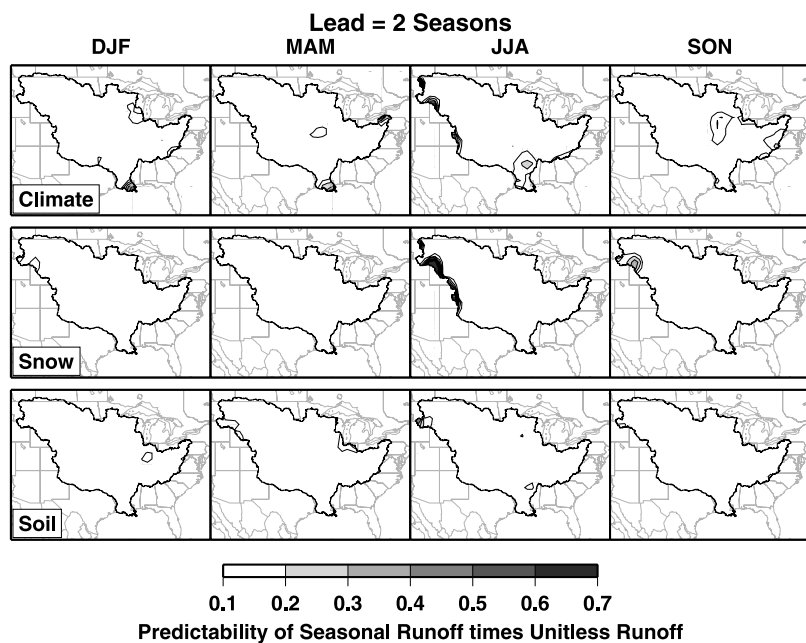 Lead = 2 Seasons
DJF MAM JJA SON
Climate
Snow
Soil
0.1 0.2 0.3 0.4 0.5 0.6 0.7
Predictability of Seasonal Runoff times Unitless Runoff